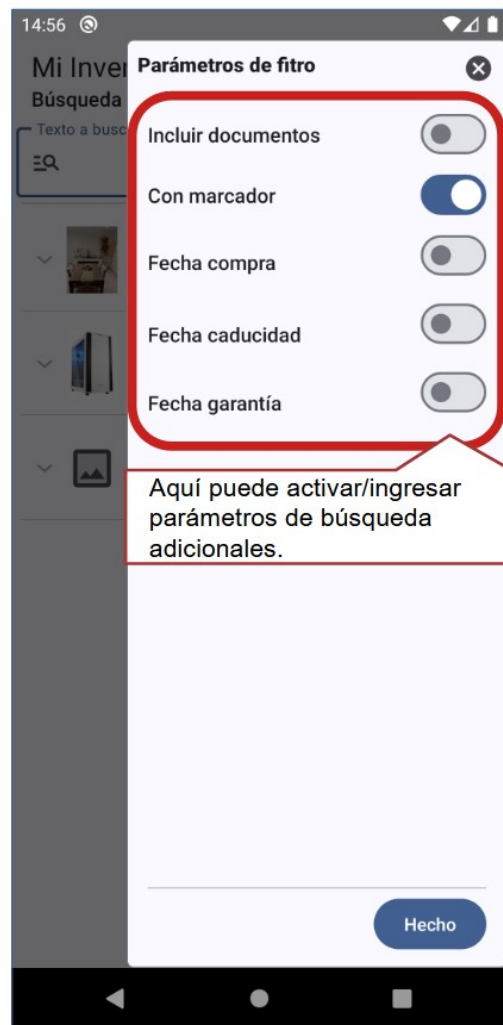 14:56
Mi Inver
Parámetros de fitro
Búsqueda
Texto a busc
Incluir documentos
Con marcador
Fecha compra
Fecha caducidad
Fecha garantía
Aquí puede activar/ingresar
parámetros de búsqueda
adicionales.
Hecho